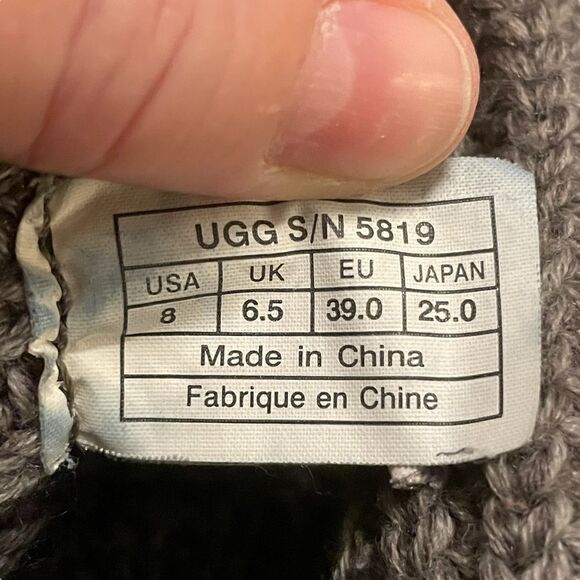 UGG S/N 5819
USA UK EU JAPAN
8 6.5 39.0 25.0
Made in China
Fabrique en Chine